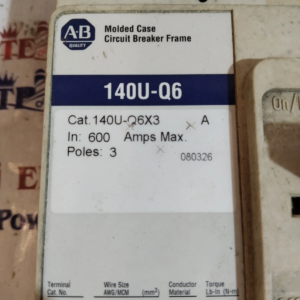 A-B
QUALITY
Molded Case
Circuit Breaker Frame
140U-Q6
Cat. 140U-Q6X3 A
In: 600 Amps Max.
Poles: 3
080326
On/
Terminal Wire Size Conductor Torque
Cat. No. AWG/MCM (mm²) Material Lb-In (N-m)